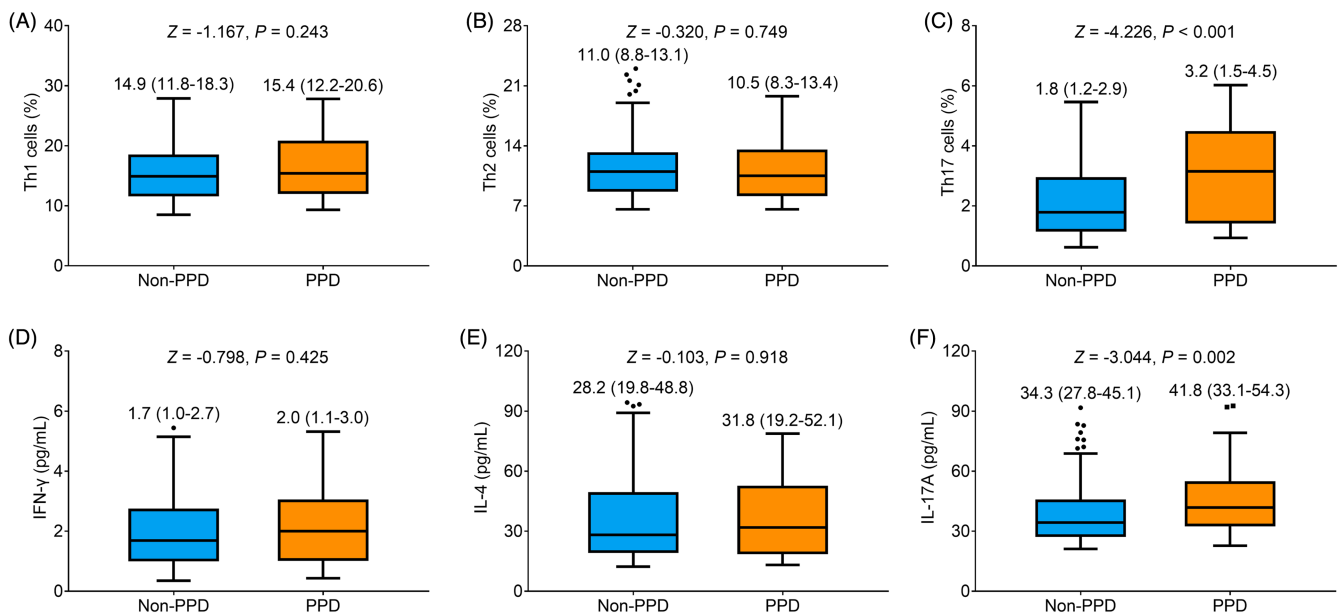 (A)
Z = -1.167, P = 0.243
14.9 (11.8-18.3)
15.4 (12.2-20.6)
Th1 cells (%)
40
30
20
10
0
Non-PPD
PPD
(B)
Z = -0.320, P = 0.749
11.0 (8.8-13.1)
10.5 (8.3-13.4)
Th2 cells (%)
28
21
14
7
0
Non-PPD
PPD
(C)
Z = -4.226, P < 0.001
1.8 (1.2-2.9)
3.2 (1.5-4.5)
Th17 cells (%)
8
6
4
2
0
Non-PPD
PPD
(D)
Z = -0.798, P = 0.425
1.7 (1.0-2.7)
2.0 (1.1-3.0)
IFN-γ (pg/mL)
8
6
4
2
0
Non-PPD
PPD
(E)
Z = -0.103, P = 0.918
28.2 (19.8-48.8)
31.8 (19.2-52.1)
IL-4 (pg/mL)
120
90
60
30
0
Non-PPD
PPD
(F)
Z = -3.044, P = 0.002
34.3 (27.8-45.1)
41.8 (33.1-54.3)
IL-17A (pg/mL)
120
90
60
30
0
Non-PPD
PPD